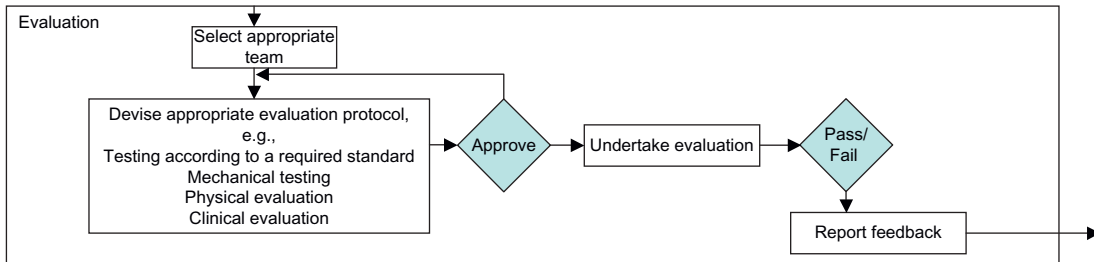 Evaluation
Select appropriate
team
Devise appropriate evaluation protocol,
e.g.,
Testing according to a required standard
Mechanical testing
Physical evaluation
Clinical evaluation
Approve
Undertake evaluation
Pass/
Fail
Report feedback